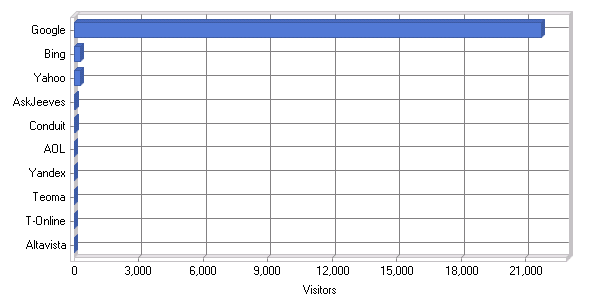 Google
Bing
Yahoo
AskJeeves
Conduit
AOL
Yandex
Teoma
T-Online
Altavista
0 3,000 6,000 9,000 12,000 15,000 18,000 21,000
Visitors